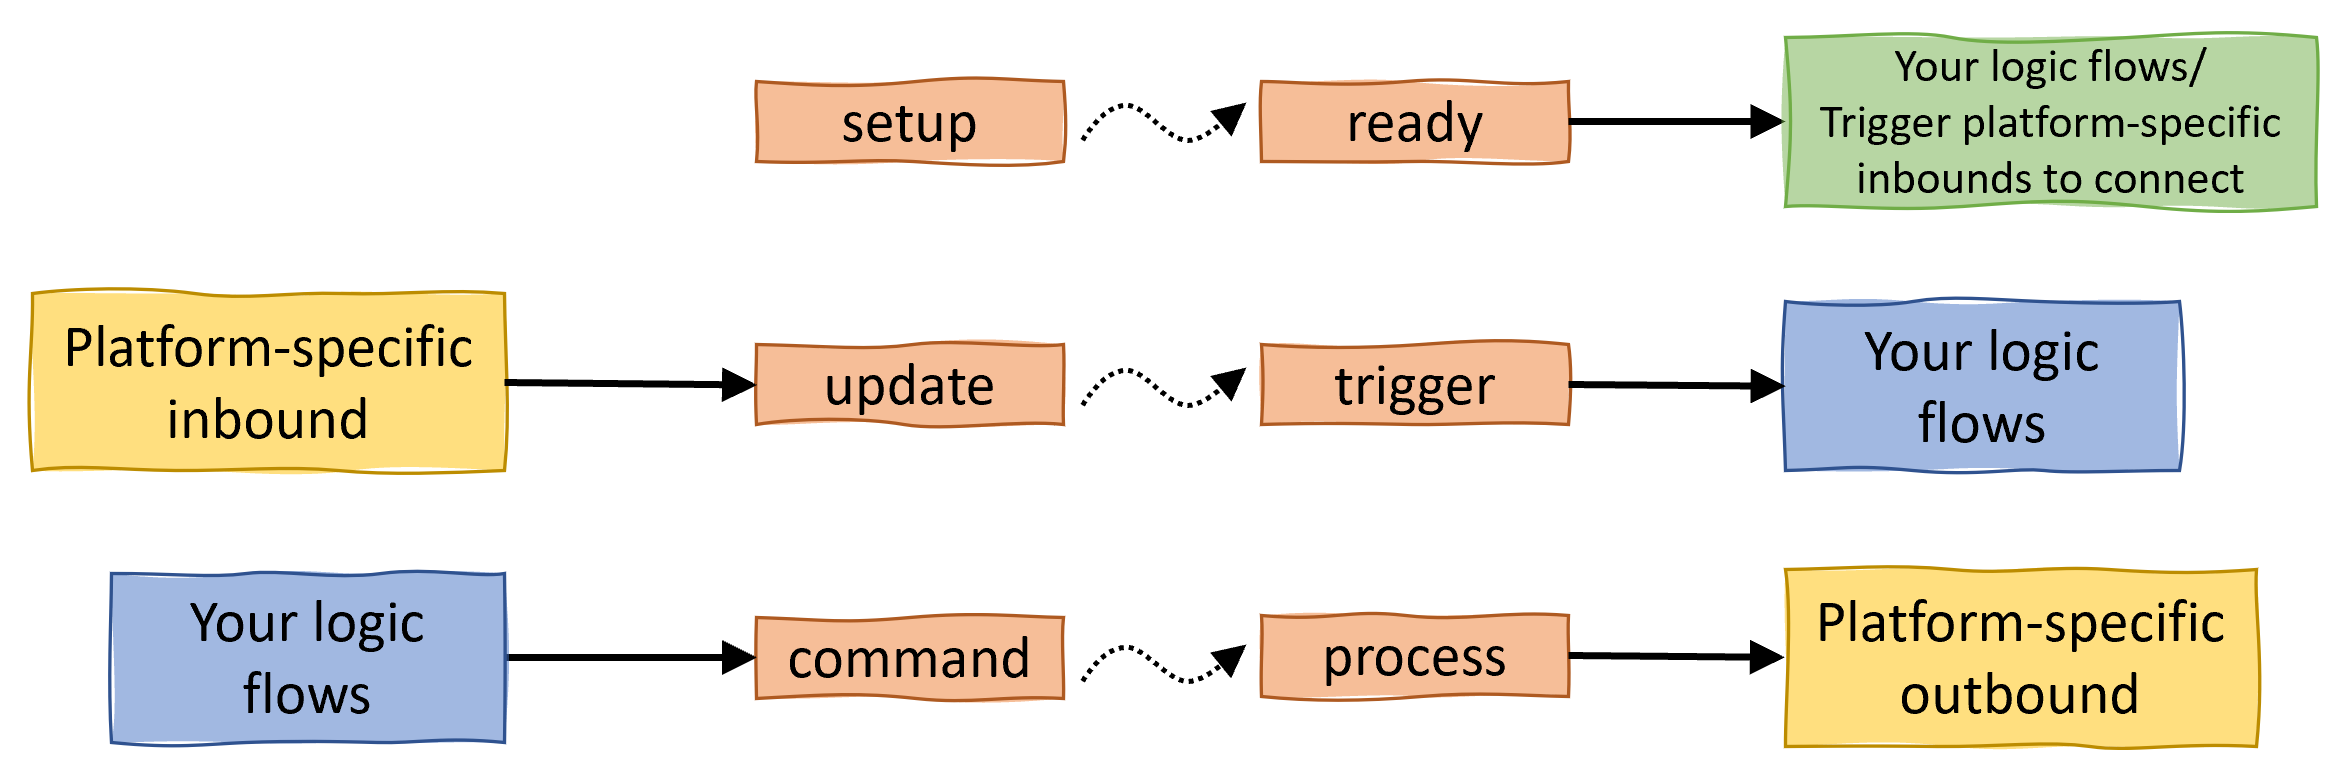 setup
ready
Your logic flows/
Trigger platform-specific
inbounds to connect
Platform-specific
inbound
update
trigger
Your logic
flows
Your logic
flows
command
process
Platform-specific
outbound